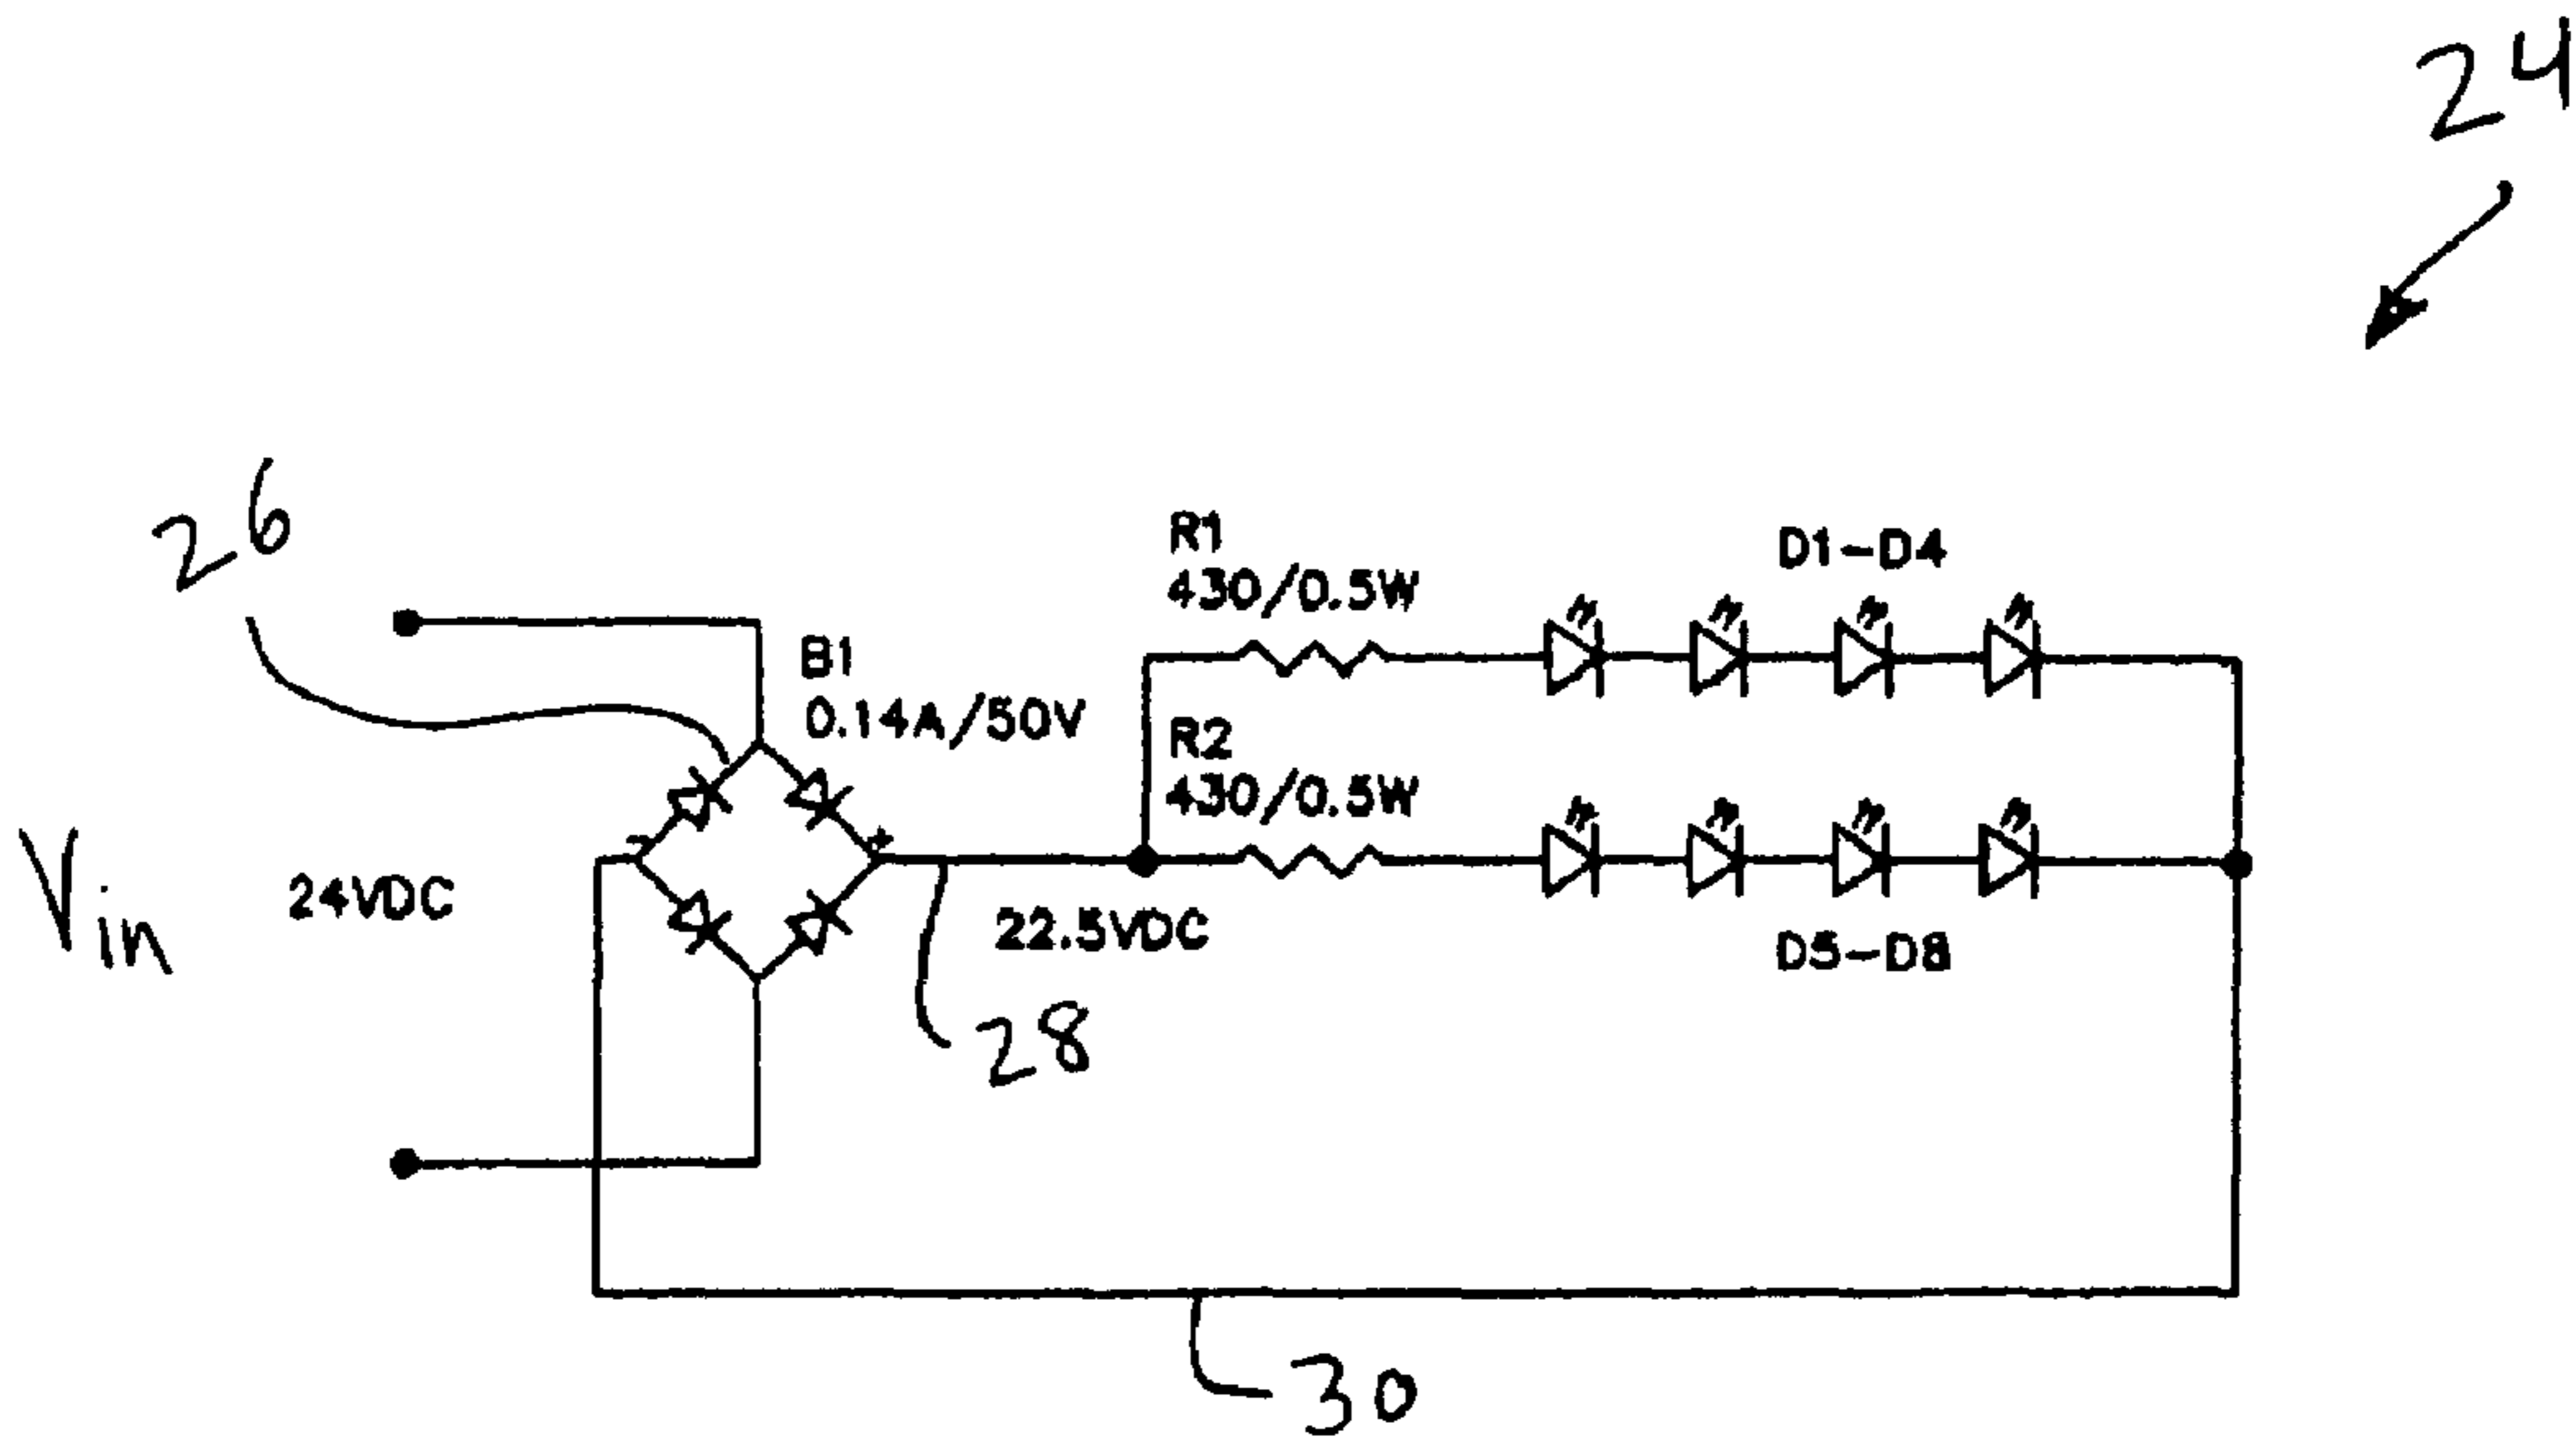 24
26
R1
430/0.5W
D1-D4
B1
0.14A/50V
R2
430/0.5W
- +
Vin
24VDC
22.5VDC
D5-D8
28
30